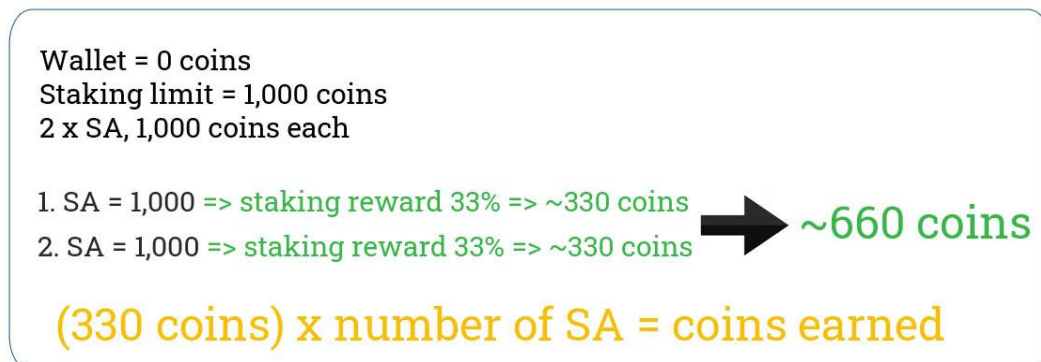 Wallet = 0 coins
Staking limit = 1,000 coins
2 x SA, 1,000 coins each
1. SA = 1,000 => staking reward 33% => ~330 coins
2. SA = 1,000 => staking reward 33% => ~330 coins
~660 coins
(330 coins) x number of SA = coins earned